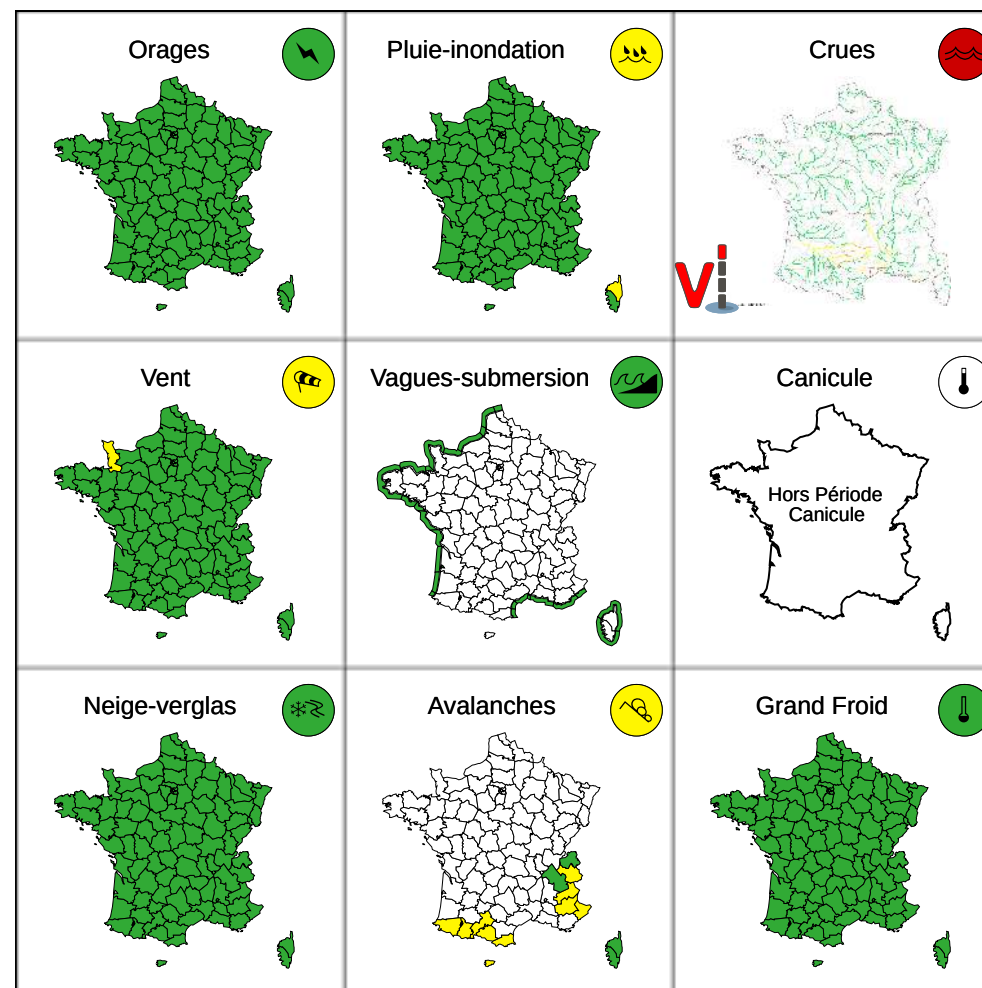 Orages
Pluie-inondation
Crues
Vent
Vagues-submersion
Canicule
Hors Période
Canicule
Neige-verglas
Avalanches
Grand Froid